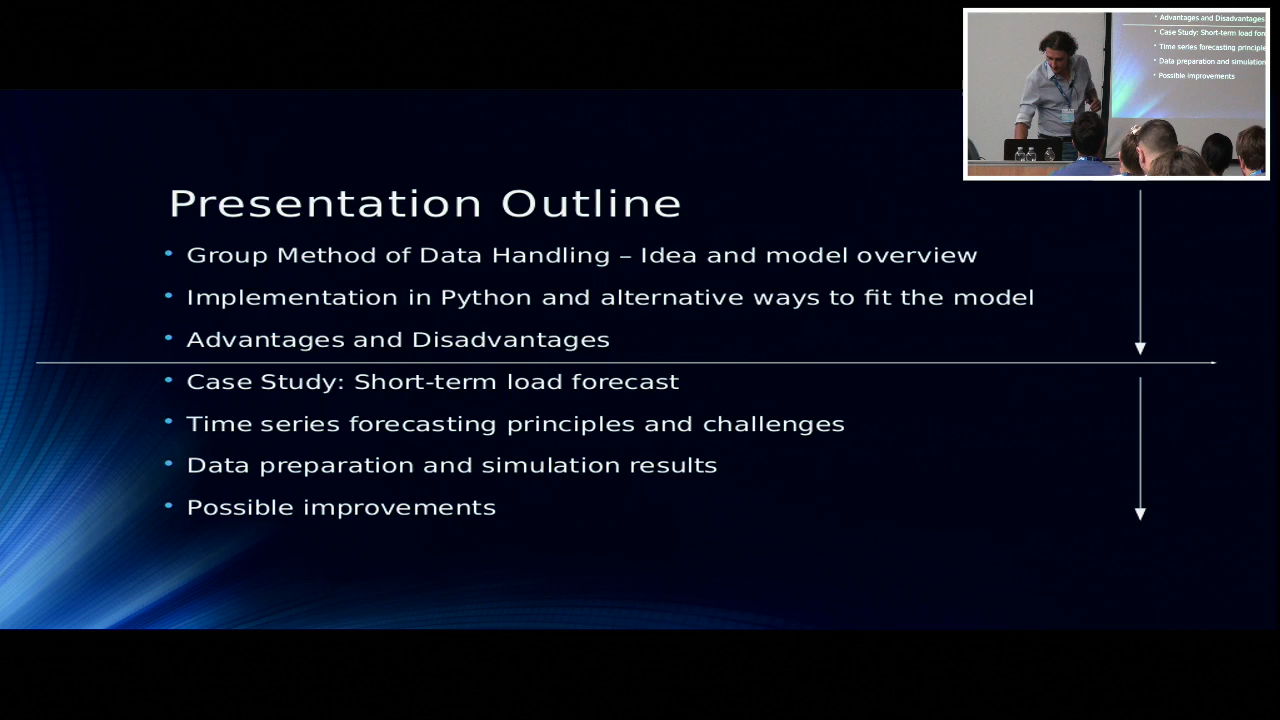 Presentation Outline
• Group Method of Data Handling – Idea and model overview
• Implementation in Python and alternative ways to fit the model
• Advantages and Disadvantages
• Case Study: Short-term load forecast
• Time series forecasting principles and challenges
• Data preparation and simulation results
• Possible improvements
• Advantages and Disadvantages
• Case Study: Short-term load for
• Time series forecasting principle
• Data preparation and simulation
• Possible improvements